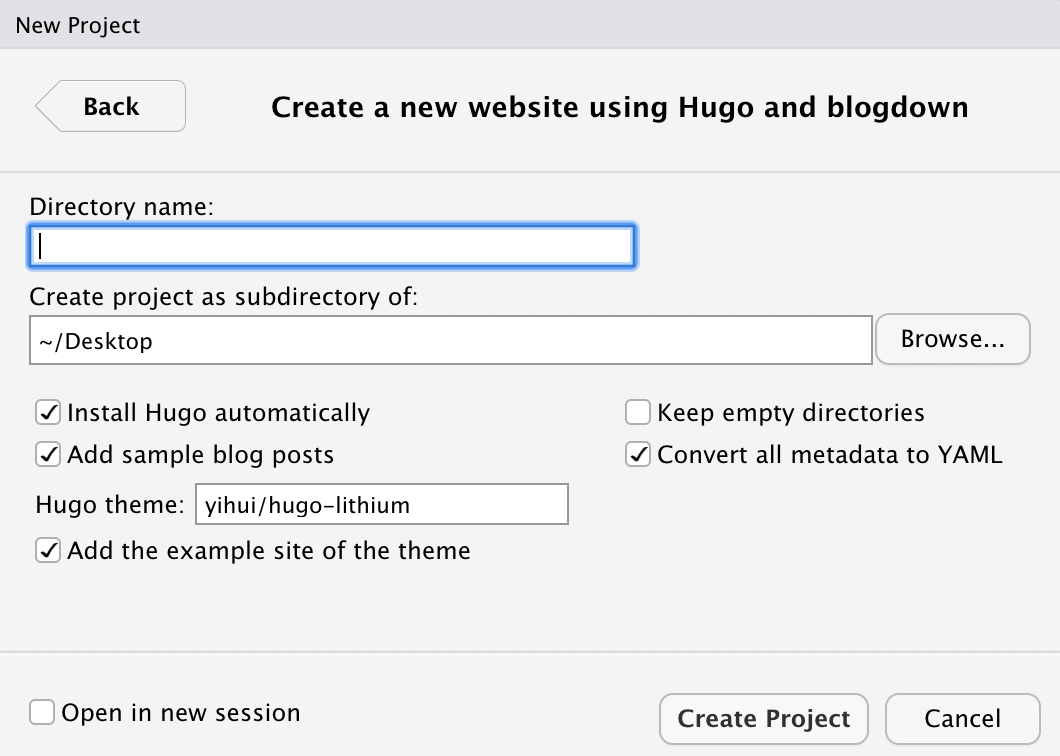 New Project
Back
Create a new website using Hugo and blogdown
Directory name:
Create project as subdirectory of:
~/Desktop
Browse...
Install Hugo automatically
Keep empty directories
Add sample blog posts
Convert all metadata to YAML
Hugo theme: yihui/hugo-lithium
Add the example site of the theme
Open in new session
Create Project
Cancel